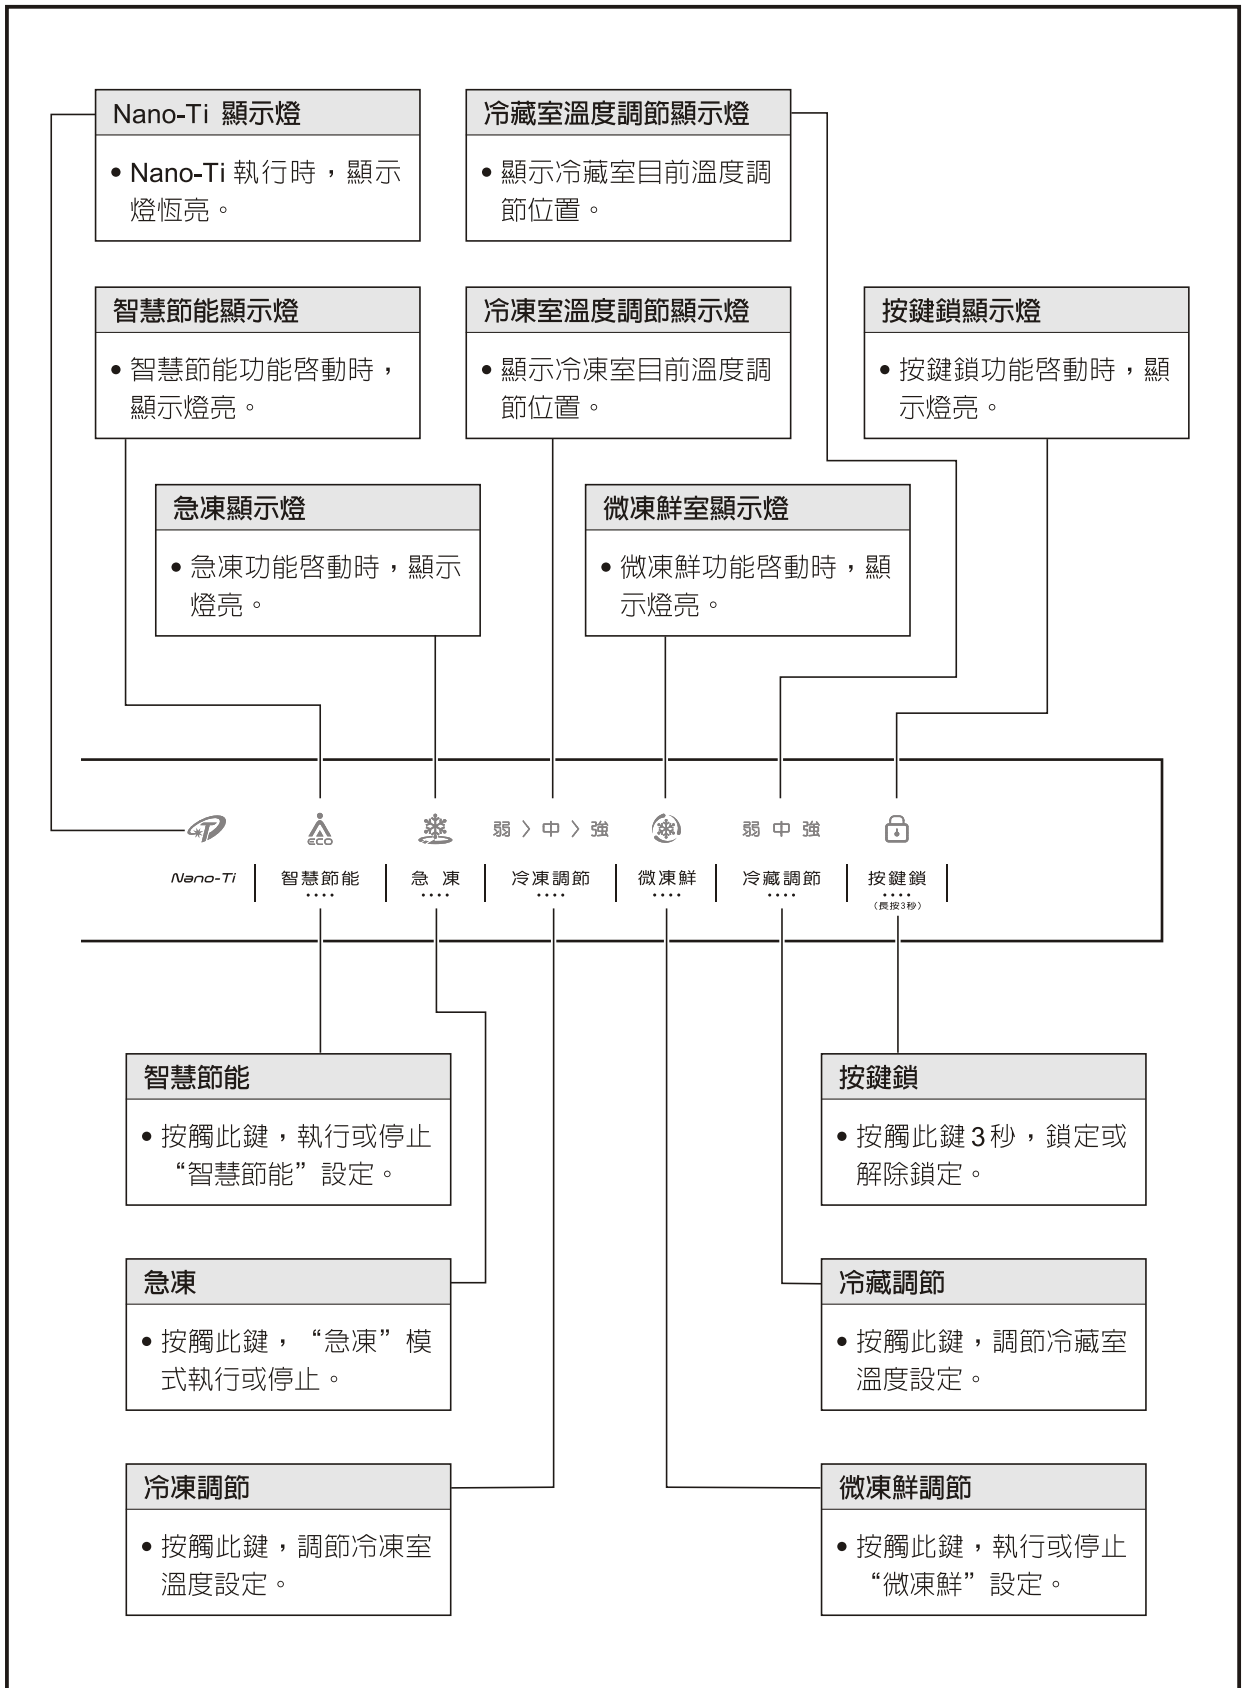 Nano-Ti 顯示燈
• Nano-Ti 執行時，顯示
燈恆亮。
冷藏室溫度調節顯示燈
• 顯示冷藏室目前溫度調
節位置。
智慧節能顯示燈
• 智慧節能功能啓動時，
顯示燈亮。
冷凍室溫度調節顯示燈
• 顯示冷凍室目前溫度調
節位置。
按鍵鎖顯示燈
• 按鍵鎖功能啓動時，顯
示燈亮。
急凍顯示燈
• 急凍功能啓動時，顯示
燈亮。
微凍鮮室顯示燈
• 微凍鮮功能啓動時，顯
示燈亮。
ECO
弱 〉中 〉強
弱 中 強
Nano-Ti
智慧節能
急 凍
冷凍調節
微凍鮮
冷藏調節
按鍵鎖
（長按3秒）
智慧節能
• 按觸此鍵，執行或停止
“智慧節能”設定。
按鍵鎖
• 按觸此鍵3秒，鎖定或
解除鎖定。
急凍
• 按觸此鍵，“急凍”模
式執行或停止。
冷藏調節
• 按觸此鍵，調節冷藏室
溫度設定。
冷凍調節
• 按觸此鍵，調節冷凍室
溫度設定。
微凍鮮調節
• 按觸此鍵，執行或停止
“微凍鮮”設定。